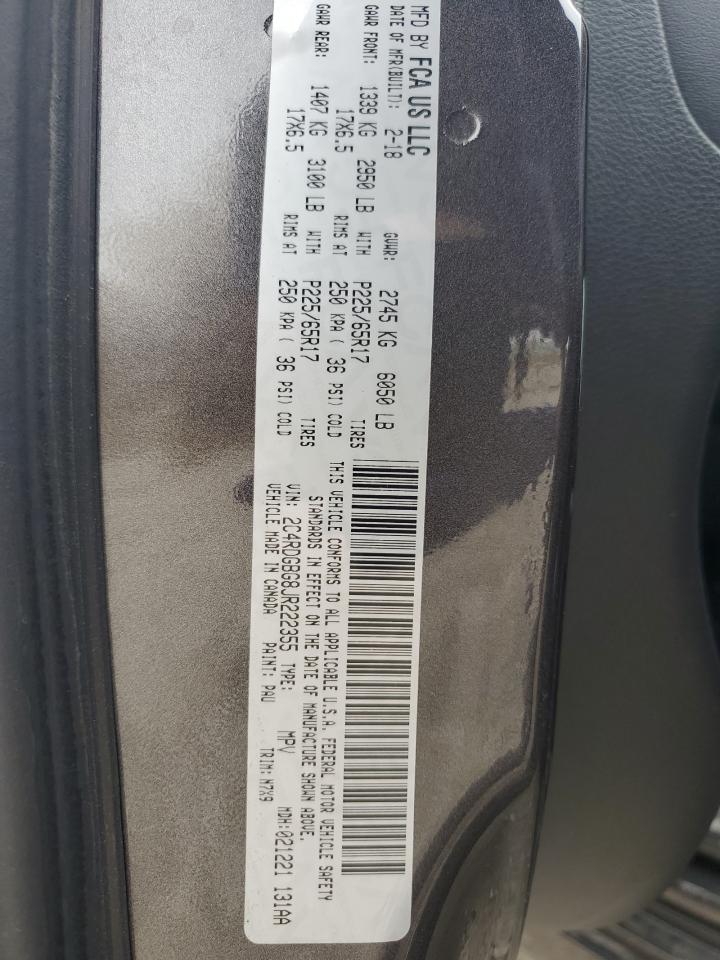 MFD BY FCA US LLC
DATE OF MFR(BUILT): 2-18 GVWR: 2745 KG 6050 LB
GAWR FRONT: 1339 KG 2950 LB WITH P225/65R17 TIRES
17X6.5 RIMS AT 250 KPA ( 36 PSI) COLD
GAWR REAR: 1407 KG 3100 LB WITH P225/65R17 TIRES
17X6.5 RIMS AT 250 KPA ( 36 PSI) COLD
THIS VEHICLE CONFORMS TO ALL APPLICABLE U.S.A. FEDERAL MOTOR VEHICLE SAFETY
STANDARDS IN EFFECT ON THE DATE OF MANUFACTURE SHOWN ABOVE.
VIN: 2C4RDGBG8JR222355 TYPE: MPV MDH:021221 131AA
VEHICLE MADE IN CANADA PAINT: PAU TRIM: N7X9